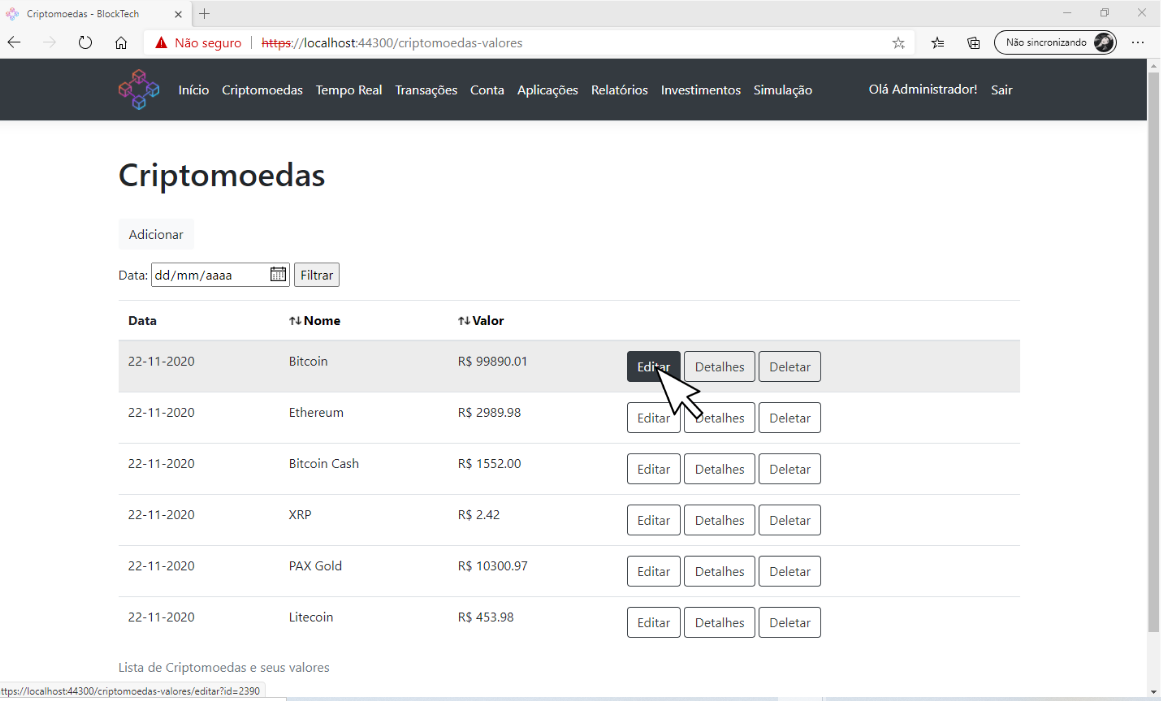 Criptomoedas - BlockTech
Não seguro | https://localhost:44300/criptomoedas-valores
Não sincronizando
Início Criptomoedas Tempo Real Transações Conta Aplicações Relatórios Investimentos Simulação Olá Administrador! Sair
Criptomoedas
Adicionar
Data: dd/mm/aaaa Filtrar
Data ↑↓Nome ↑↓Valor
22-11-2020 Bitcoin R$ 99890.01 Editar Detalhes Deletar
22-11-2020 Ethereum R$ 2989.98 Editar Detalhes Deletar
22-11-2020 Bitcoin Cash R$ 1552.00 Editar Detalhes Deletar
22-11-2020 XRP R$ 2.42 Editar Detalhes Deletar
22-11-2020 PAX Gold R$ 10300.97 Editar Detalhes Deletar
22-11-2020 Litecoin R$ 453.98 Editar Detalhes Deletar
Lista de Criptomoedas e seus valores
ttps://localhost:44300/criptomoedas-valores/editar?id=2390